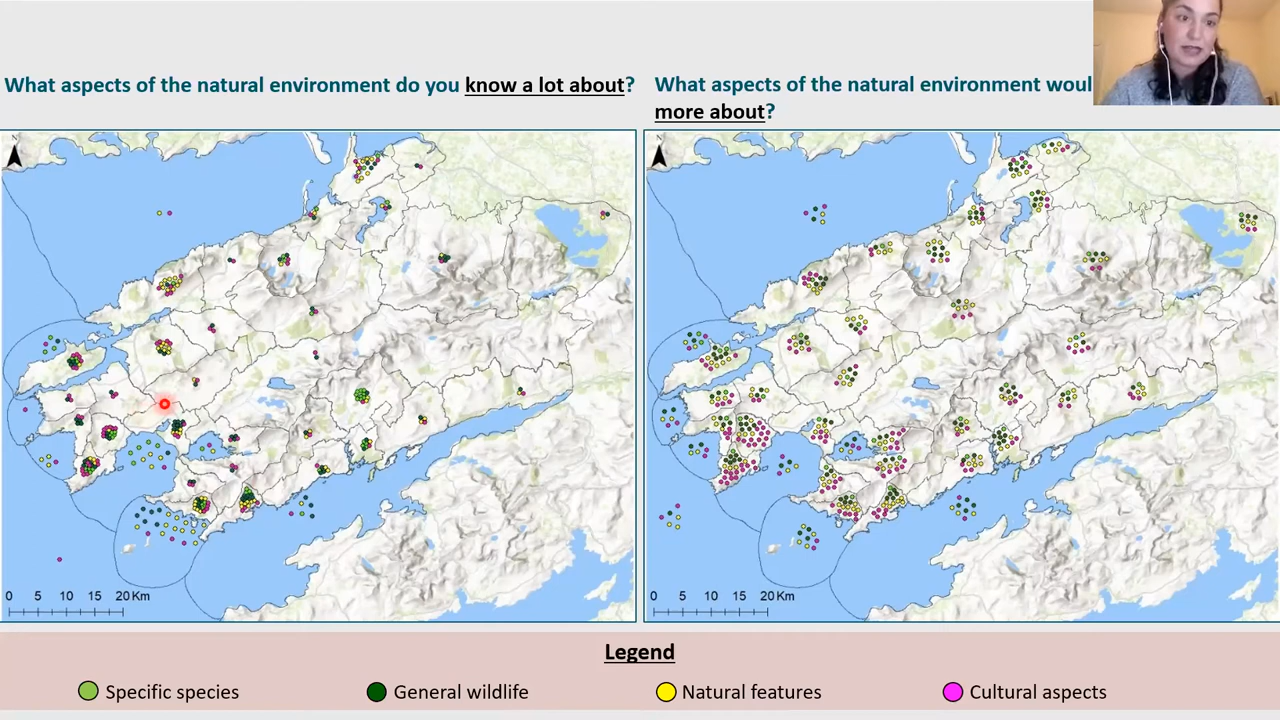 What aspects of the natural environment do you know a lot about?
What aspects of the natural environment woul
more about?
0 5 10 15 20 Km
0 5 10 15 20 Km
Legend
Specific species
General wildlife
Natural features
Cultural aspects